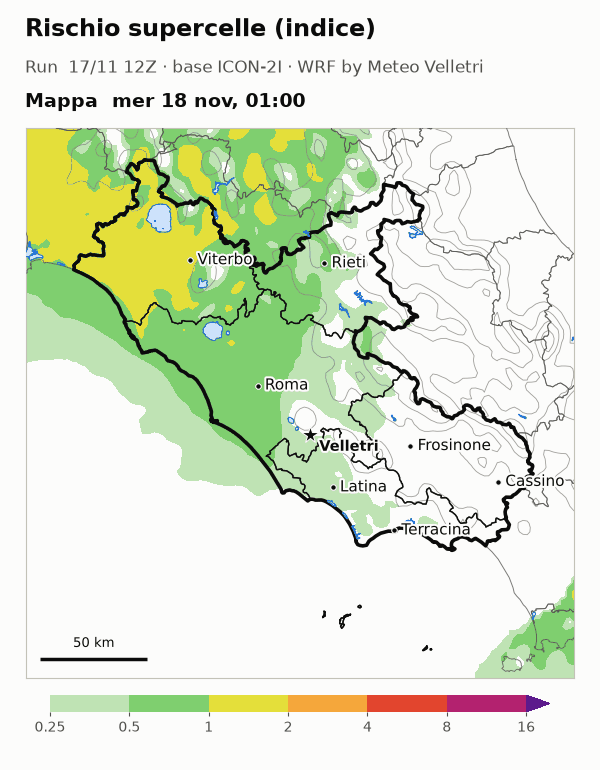 Rischio supercelle (indice)
Run  17/11 12Z · base ICON-2I · WRF by Meteo Velletri
Mappa  mer 18 nov, 01:00
Viterbo
Rieti
Roma
Velletri
Frosinone
Latina
Cassino
Terracina
50 km
0.25 0.5 1 2 4 8 16